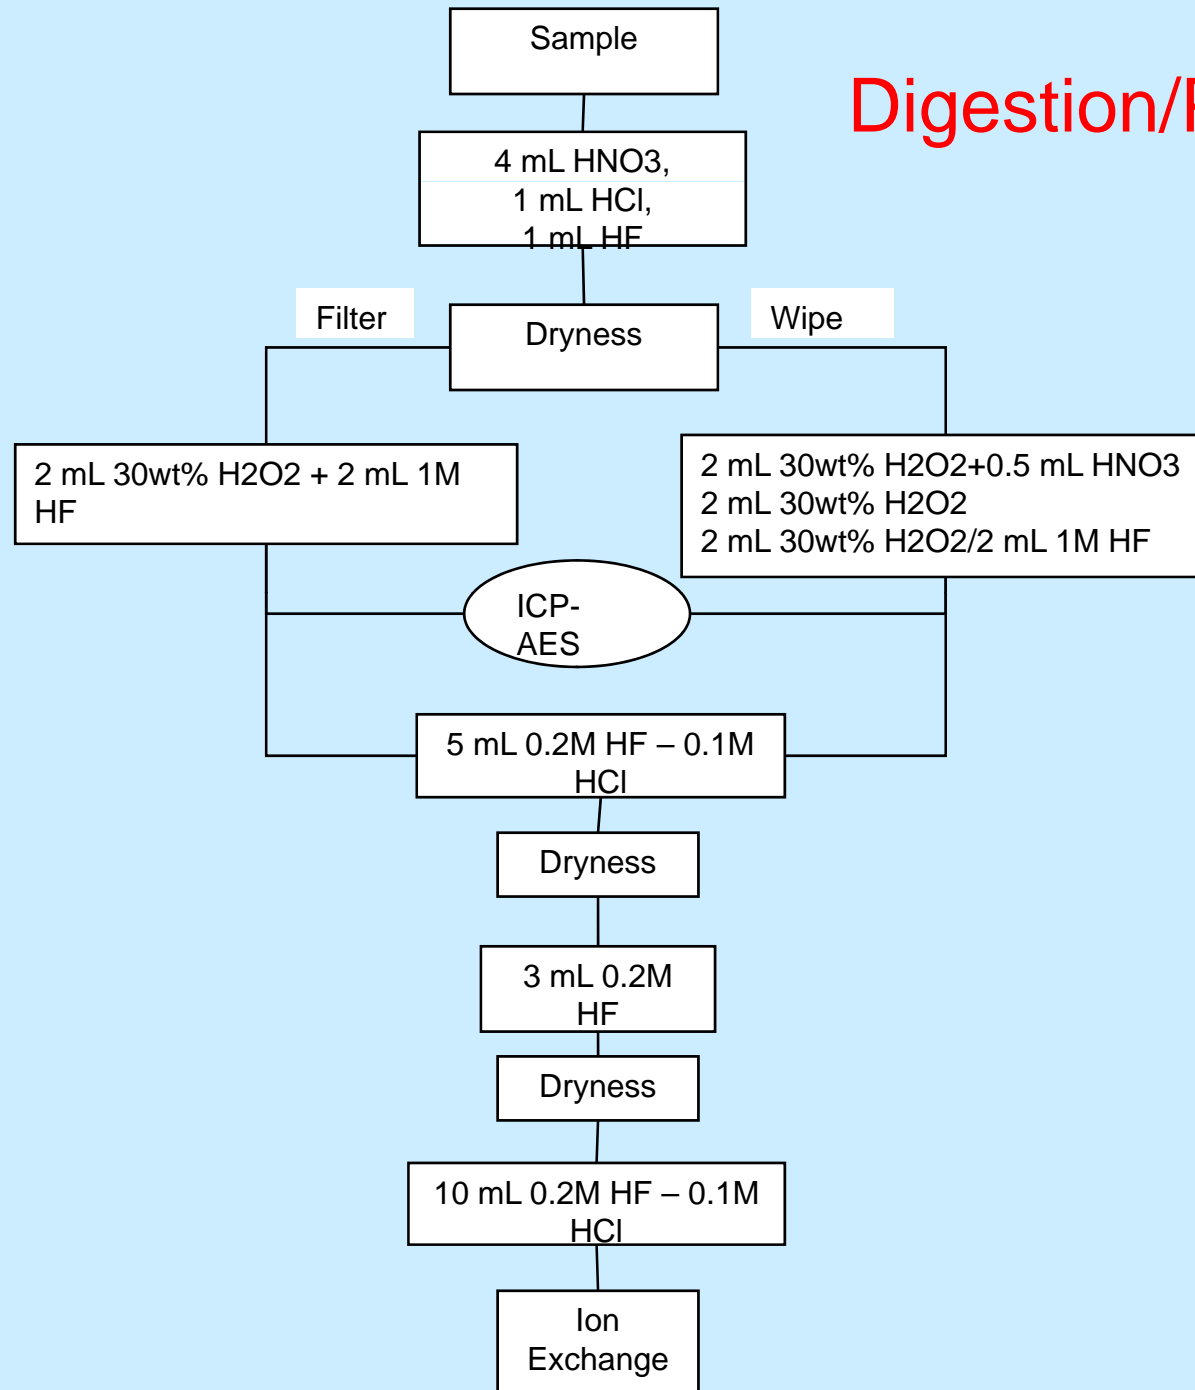 Sample
Digestion/
4 mL HNO3,
1 mL HCl,
1 mL HF
Filter
Dryness
Wipe
2 mL 30wt% H2O2 + 2 mL 1M
HF
2 mL 30wt% H2O2+0.5 mL HNO3
2 mL 30wt% H2O2
2 mL 30wt% H2O2/2 mL 1M HF
ICP-
AES
5 mL 0.2M HF – 0.1M
HCl
Dryness
3 mL 0.2M
HF
Dryness
10 mL 0.2M HF – 0.1M
HCl
Ion
Exchange